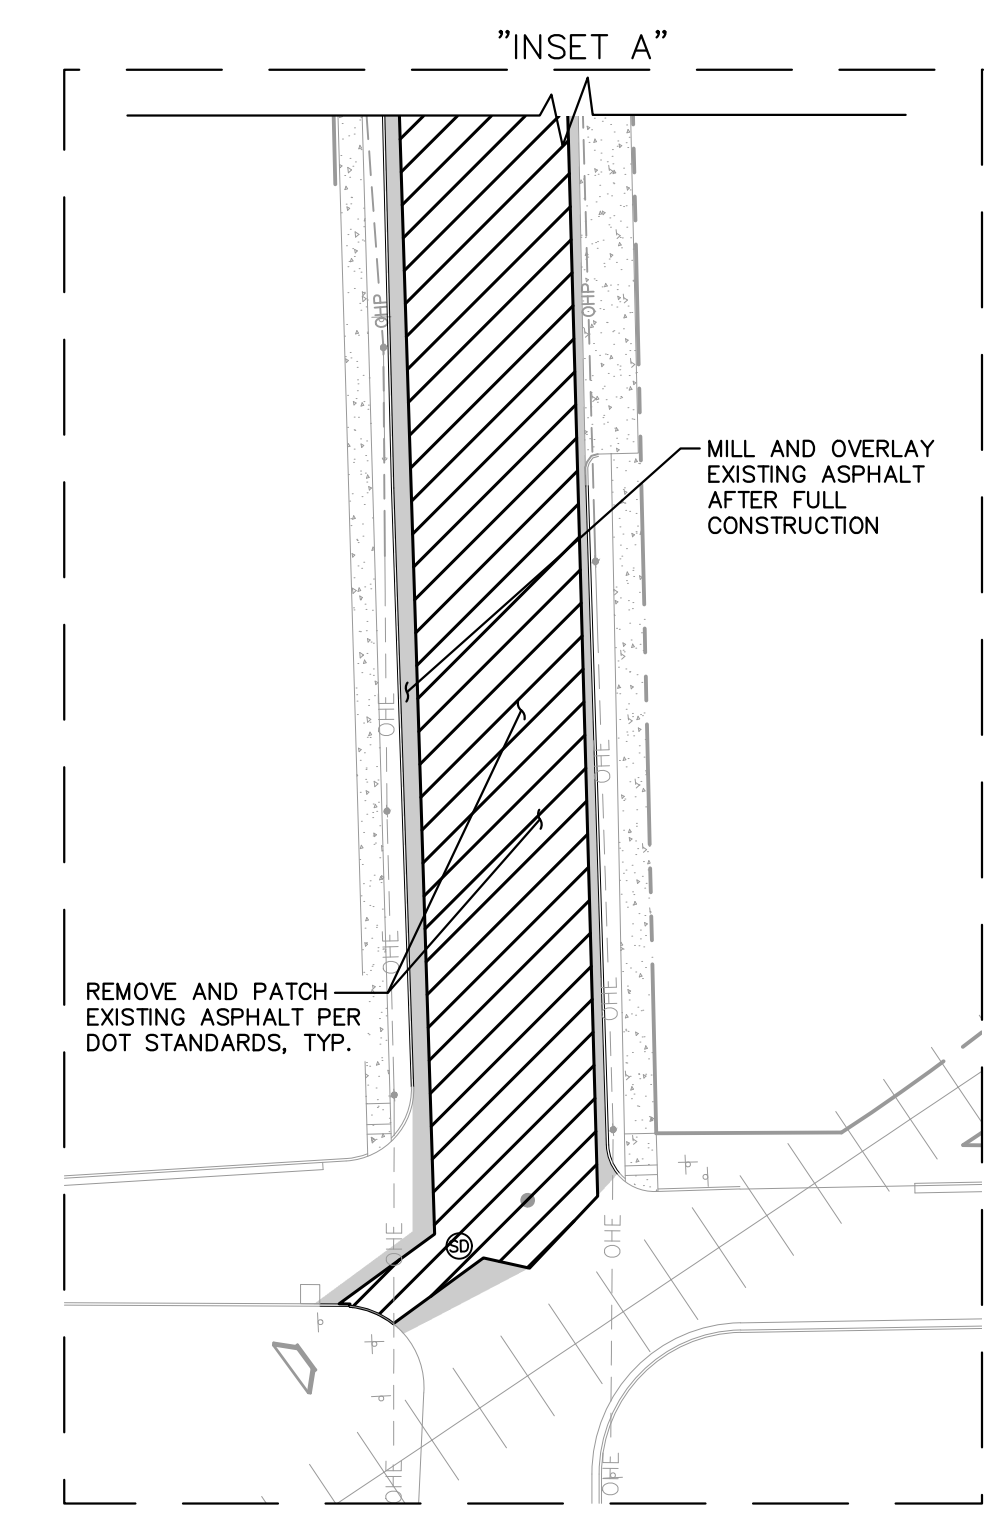 "INSET A"
OHP
OHP
MILL AND OVERLAY
EXISTING ASPHALT
AFTER FULL
CONSTRUCTION
OHE
OHE
OHE
OHE
REMOVE AND PATCH
EXISTING ASPHALT PER
DOT STANDARDS, TYP.
SD
OHE
OHE
OHE
OHE